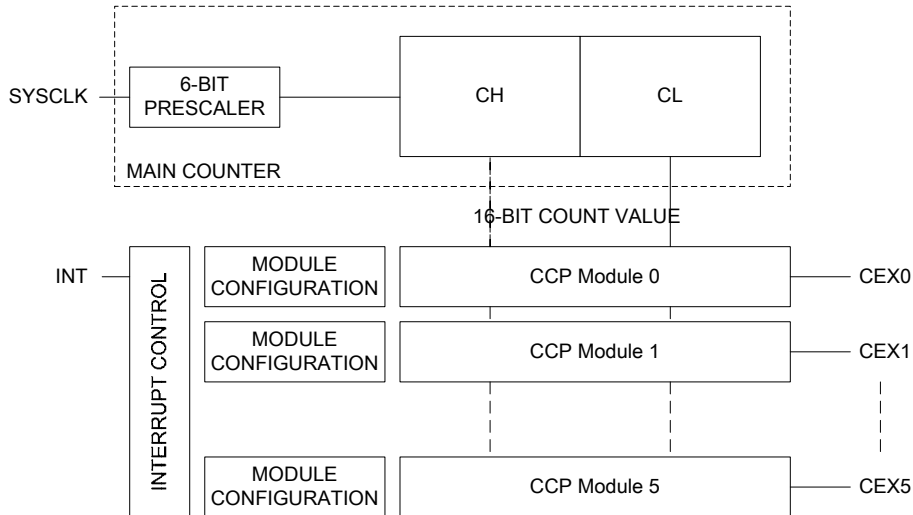 6-BIT
PRESCALER
SYSCLK
CH
CL
MAIN COUNTER
16-BIT COUNT VALUE
INT
INTERRUPT CONTROL
MODULE
CONFIGURATION
CCP Module 0
CEX0
MODULE
CONFIGURATION
CCP Module 1
CEX1
MODULE
CONFIGURATION
CCP Module 5
CEX5